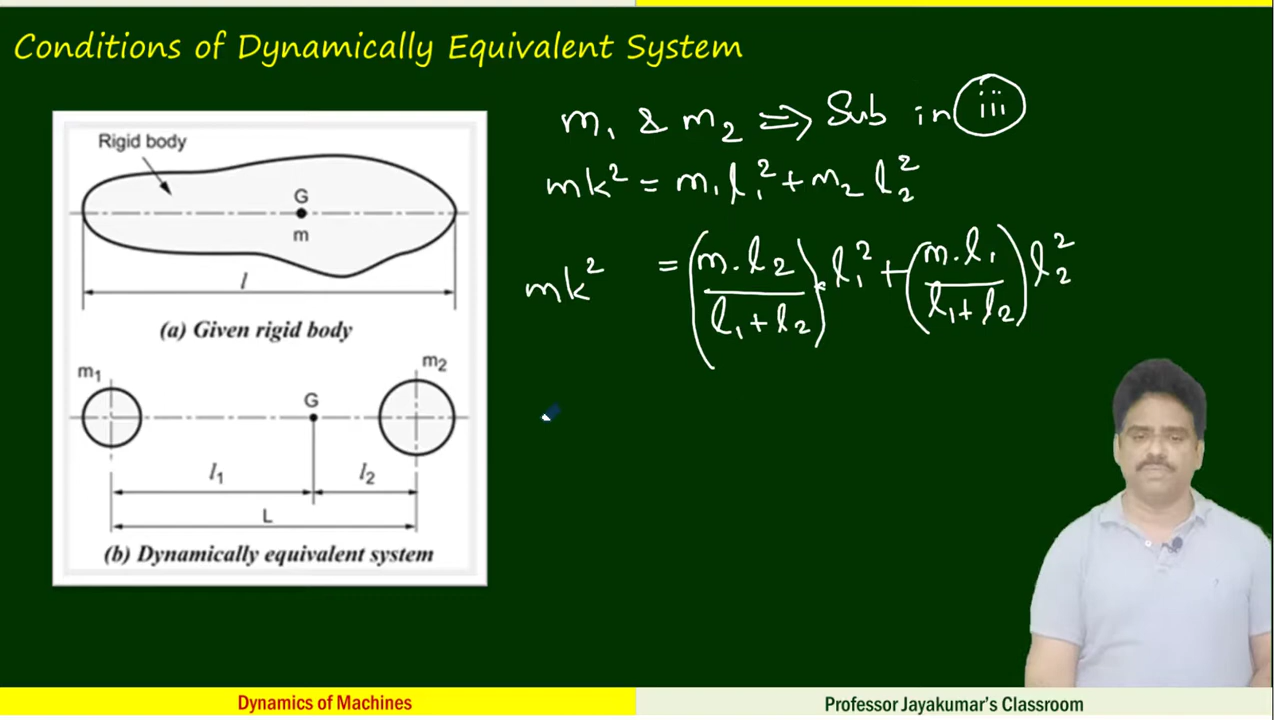 Conditions of Dynamically Equivalent System
Rigid body
G
m
l
(a) Given rigid body
m1
m2
G
l1
l2
L
(b) Dynamically equivalent system
m₁ & m₂ ⇒ Sub in iii
mk² = m₁l₁² + m₂ l₂²
mk² = (m.l₂ / l₁+l₂).l₁² + (m.l₁ / l₁+l₂) l₂²
Dynamics of Machines
Professor Jayakumar's Classroom